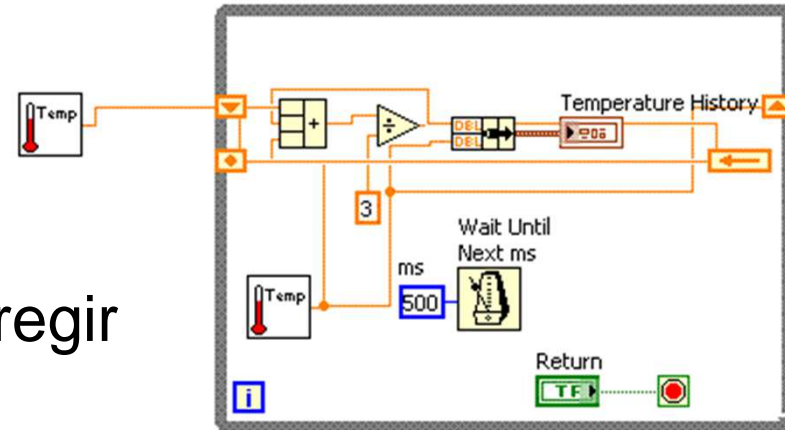 Temp
+
÷
DBL
DBL
Temperature History
3
Wait Until
Next ms
ms
500
Temp
regir
Return
TF
i